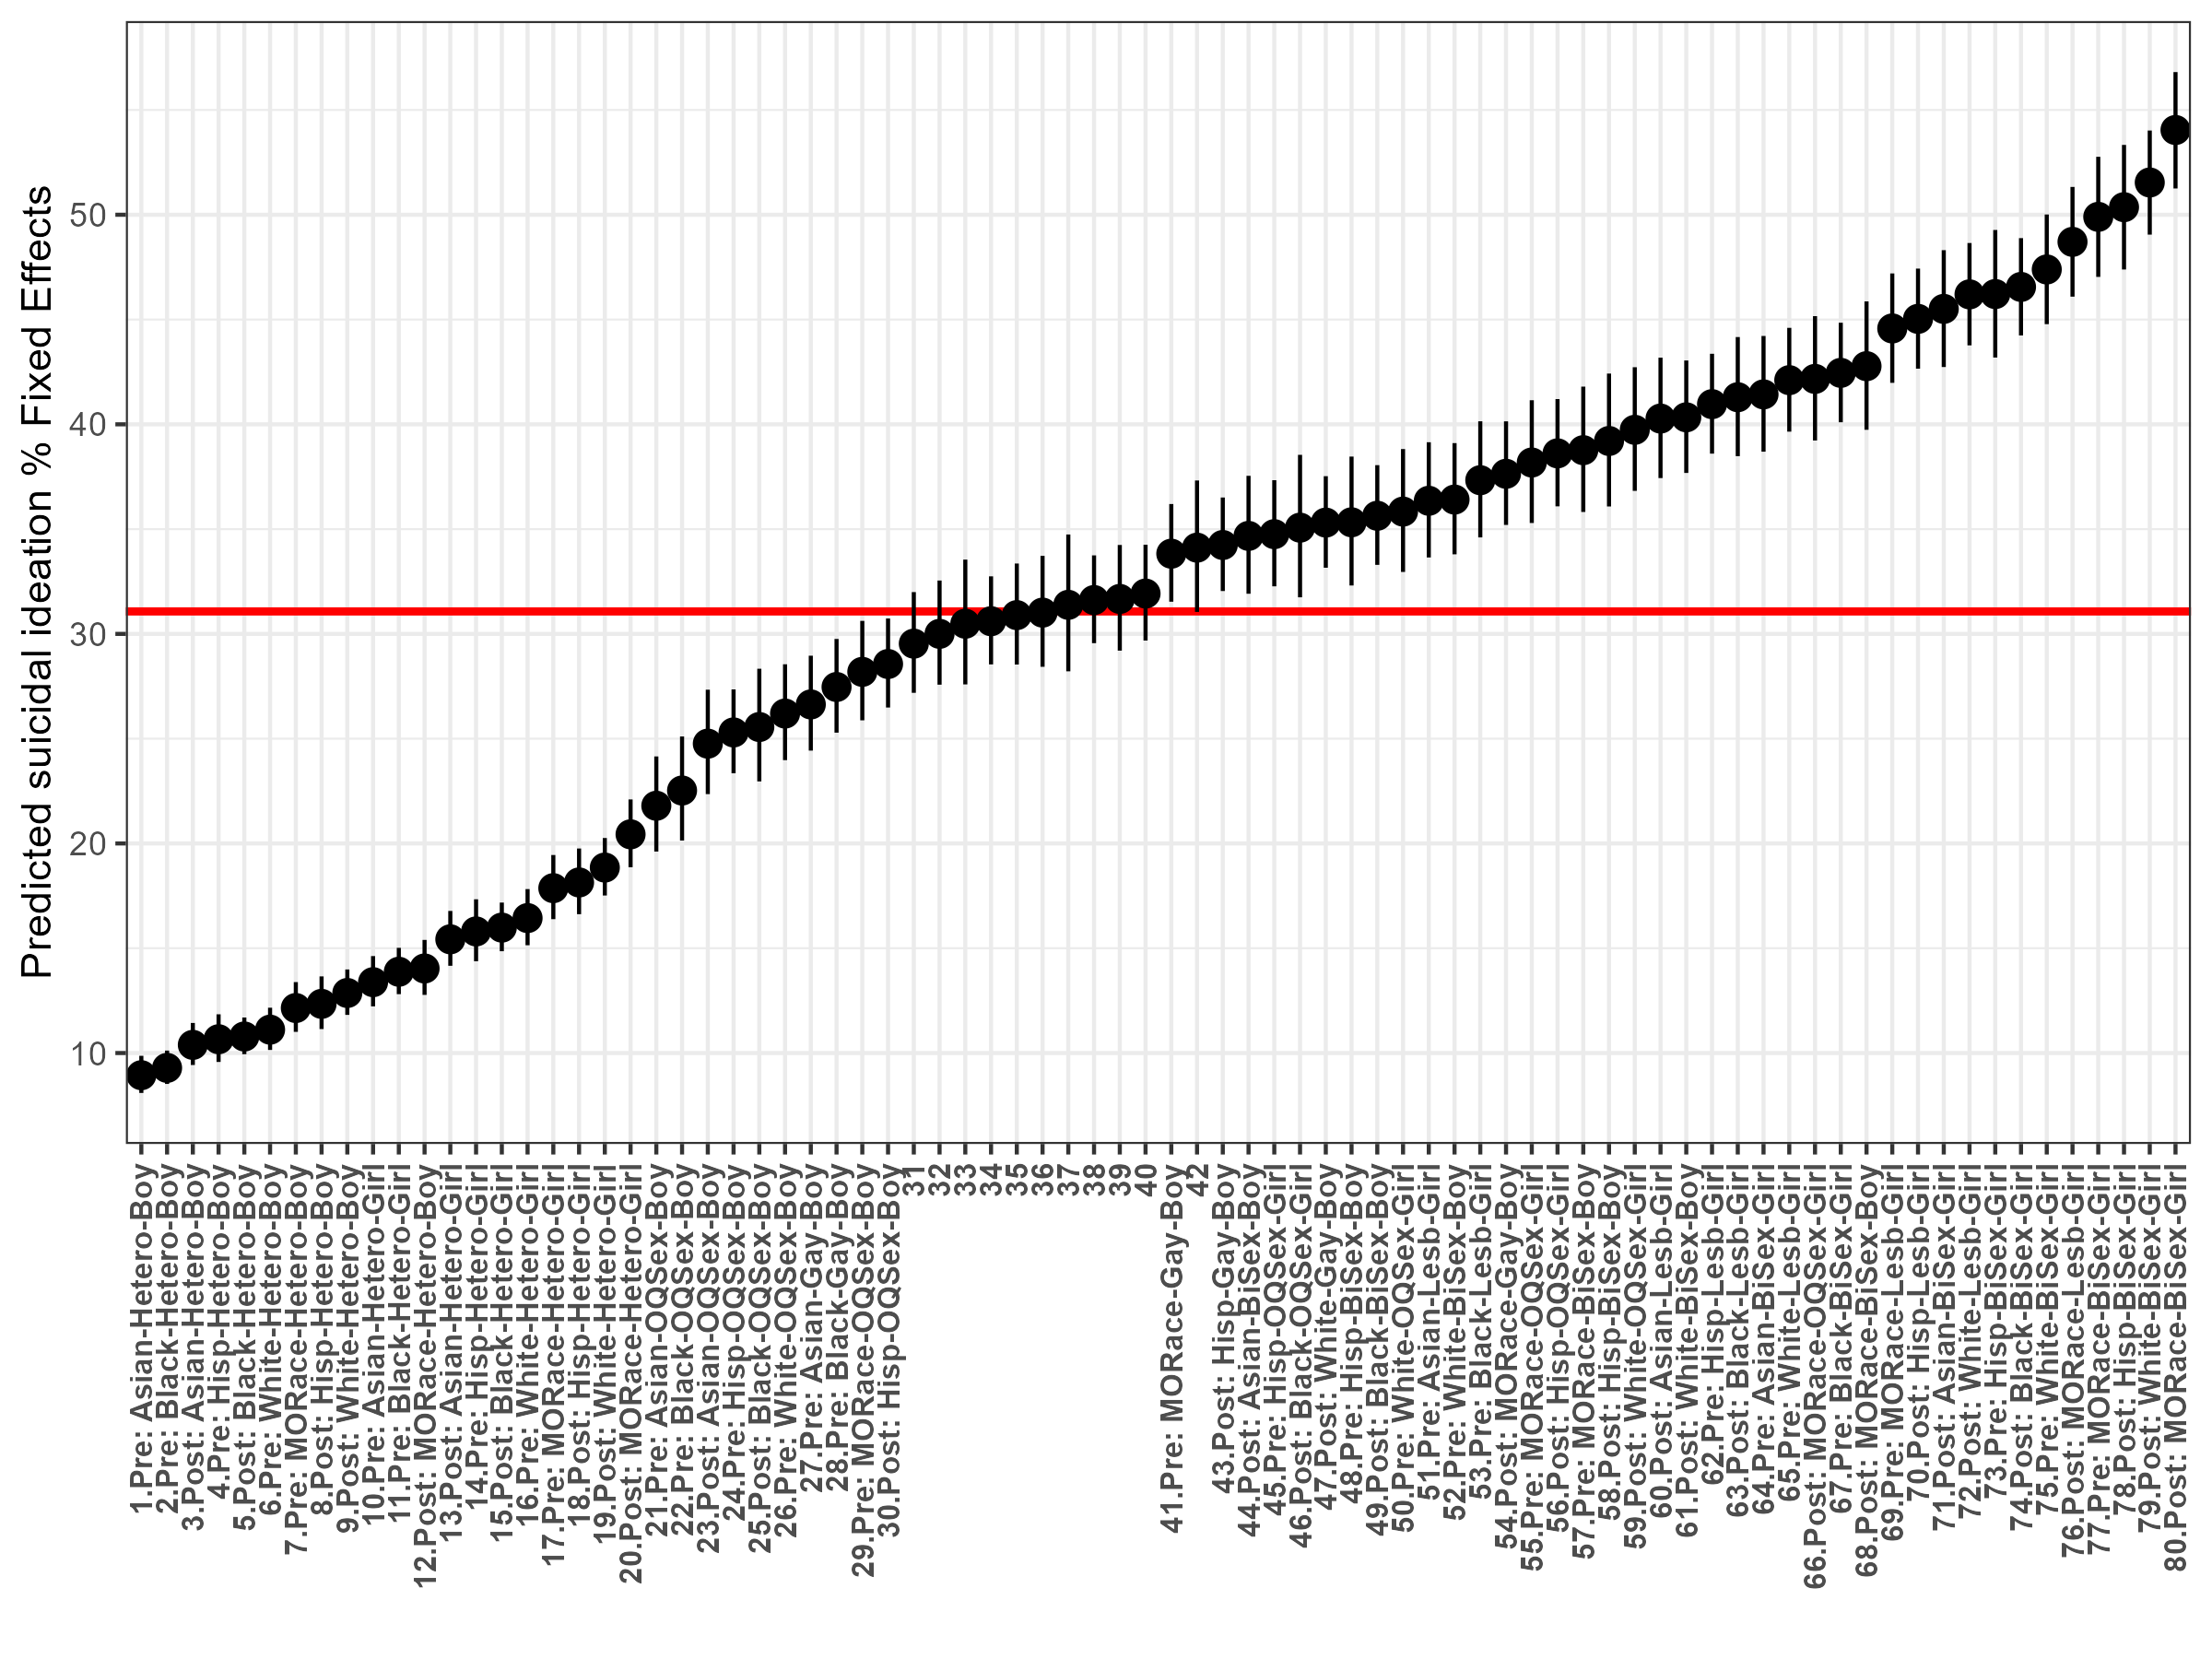 Predicted suicidal ideation % Fixed Effects
50
40
30
20
10
1.Pre: Asian-Hetero-Boy
2.Pre: Black-Hetero-Boy
3.Post: Asian-Hetero-Boy
4.Pre: Hisp-Hetero-Boy
5.Post: Black-Hetero-Boy
6.Pre: White-Hetero-Boy
7.Pre: MORace-Hetero-Boy
8.Post: Hisp-Hetero-Boy
9.Post: White-Hetero-Boy
10.Pre: Asian-Hetero-Girl
11.Pre: Black-Hetero-Girl
12.Post: MORace-Hetero-Boy
13.Post: Asian-Hetero-Girl
14.Pre: Hisp-Hetero-Girl
15.Post: Black-Hetero-Girl
16.Pre: White-Hetero-Girl
17.Pre: MORace-Hetero-Girl
18.Post: Hisp-Hetero-Girl
19.Post: White-Hetero-Girl
20.Post: MORace-Hetero-Girl
21.Pre: Asian-OQSex-Boy
22.Pre: Black-OQSex-Boy
23.Post: Asian-OQSex-Boy
24.Pre: Hisp-OQSex-Boy
25.Post: Black-OQSex-Boy
26.Pre: White-OQSex-Boy
27.Pre: Asian-Gay-Boy
28.Pre: Black-Gay-Boy
29.Pre: MORace-OQSex-Boy
30.Post: Hisp-OQSex-Boy
31
32
33
34
35
36
37
38
39
40
41.Pre: MORace-Gay-Boy
42
43.Post: Hisp-Gay-Boy
44.Post: Asian-BiSex-Boy
45.Pre: Hisp-OQSex-Girl
46.Post: Black-OQSex-Girl
47.Post: White-Gay-Boy
48.Pre: Hisp-BiSex-Boy
49.Post: Black-BiSex-Boy
50.Pre: White-OQSex-Girl
51.Pre: Asian-Lesb-Girl
52.Pre: White-BiSex-Boy
53.Pre: Black-Lesb-Girl
54.Post: MORace-Gay-Boy
55.Pre: MORace-OQSex-Girl
56.Post: Hisp-OQSex-Girl
57.Pre: MORace-BiSex-Boy
58.Post: Hisp-BiSex-Boy
59.Post: White-OQSex-Girl
60.Post: Asian-Lesb-Girl
61.Post: White-BiSex-Boy
62.Pre: Hisp-Lesb-Girl
63.Post: Black-Lesb-Girl
64.Pre: Asian-BiSex-Girl
65.Pre: White-Lesb-Girl
66.Post: MORace-OQSex-Girl
67.Pre: Black-BiSex-Girl
68.Post: MORace-BiSex-Boy
69.Pre: MORace-Lesb-Girl
70.Post: Hisp-Lesb-Girl
71.Post: Asian-BiSex-Girl
72.Post: White-Lesb-Girl
73.Pre: Hisp-BiSex-Girl
74.Post: Black-BiSex-Girl
75.Pre: White-BiSex-Girl
76.Post: MORace-Lesb-Girl
77.Pre: MORace-BiSex-Girl
78.Post: Hisp-BiSex-Girl
79.Post: White-BiSex-Girl
80.Post: MORace-BiSex-Girl